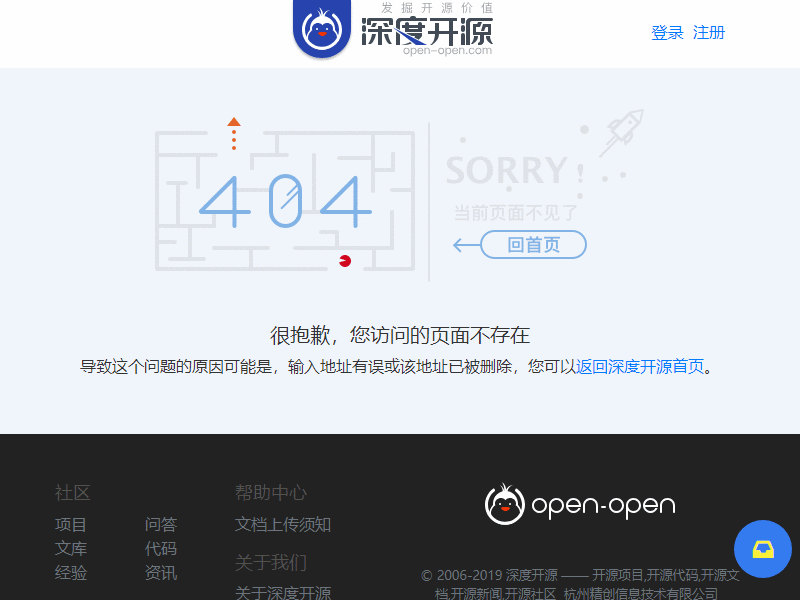 发掘开源价值
深度开源
open-open.com
登录 注册
404
SORRY!
当前页面不见了
回首页
很抱歉，您访问的页面不存在
导致这个问题的原因可能是，输入地址有误或该地址已被删除，您可以返回深度开源首页。
社区
项目 问答
文库 代码
经验 资讯
帮助中心
文档上传须知
关于我们
关于深度开源
open-open
© 2006-2019 深度开源 —— 开源项目,开源代码,开源文
档,开源新闻,开源社区 杭州精创信息技术有限公司